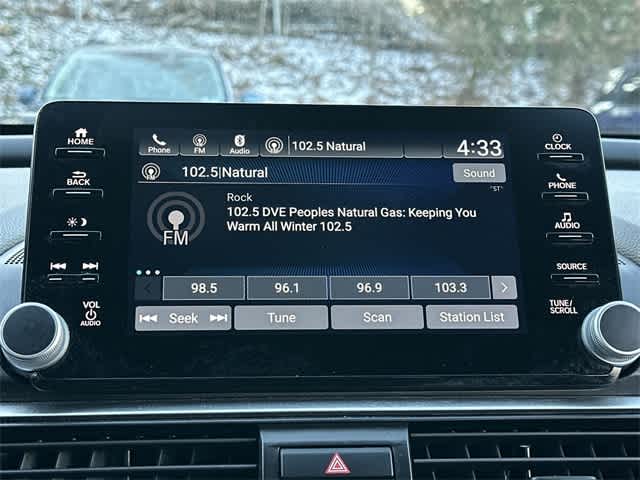 HOME
Phone FM Audio 102.5 Natural 4:33
CLOCK
BACK
102.5|Natural Sound
"ST"
PHONE
Rock
102.5 DVE Peoples Natural Gas: Keeping You
Warm All Winter 102.5
FM
AUDIO
SOURCE
98.5 96.1 96.9 103.3
VOL
AUDIO
TUNE/
SCROLL
Seek Tune Scan Station List